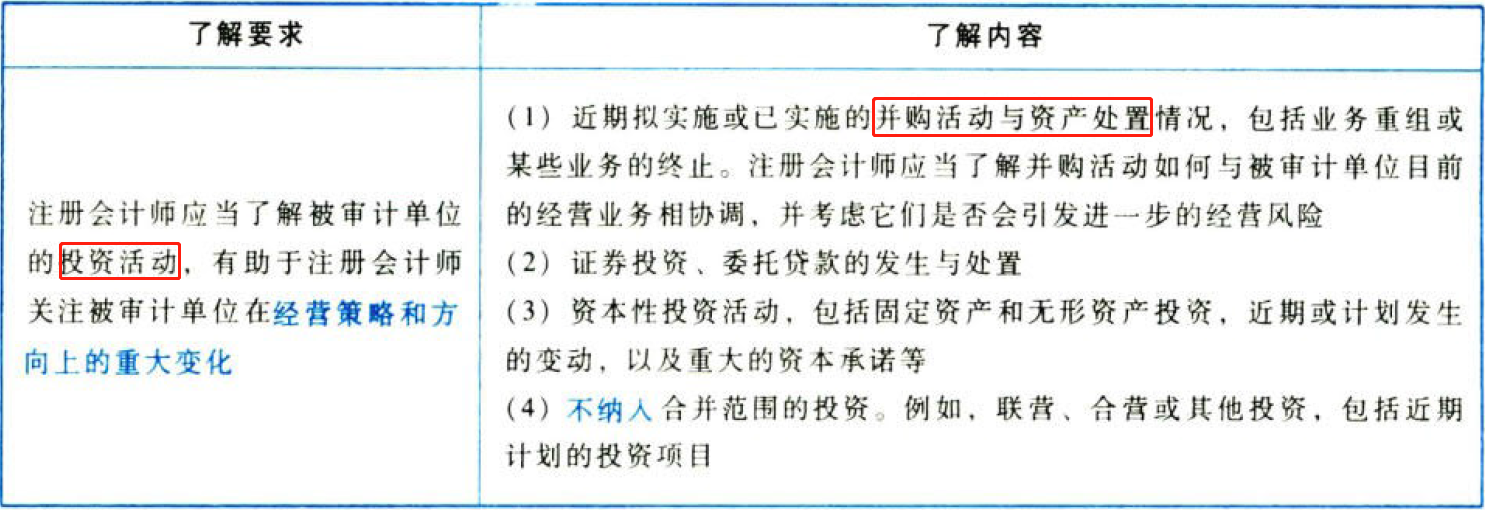 了解要求
了解内容
注册会计师应当了解被审计单位
的投资活动，有助于注册会计师
关注被审计单位在经营策略和方
向上的重大变化
(1) 近期拟实施或已实施的并购活动与资产处置情况，包括业务重组或
某些业务的终止。注册会计师应当了解并购活动如何与被审计单位目前
的经营业务相协调，并考虑它们是否会引发进一步的经营风险
(2) 证券投资、委托贷款的发生与处置
(3) 资本性投资活动，包括固定资产和无形资产投资，近期或计划发生
的变动，以及重大的资本承诺等
(4) 不纳入合并范围的投资。例如，联营、合营或其他投资，包括近期
计划的投资项目